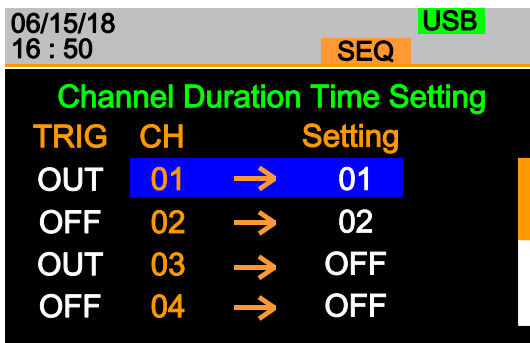 06/15/18 USB
16 : 50 SEQ
Channel Duration Time Setting
TRIG CH Setting
OUT 01 → 01
OFF 02 → 02
OUT 03 → OFF
OFF 04 → OFF